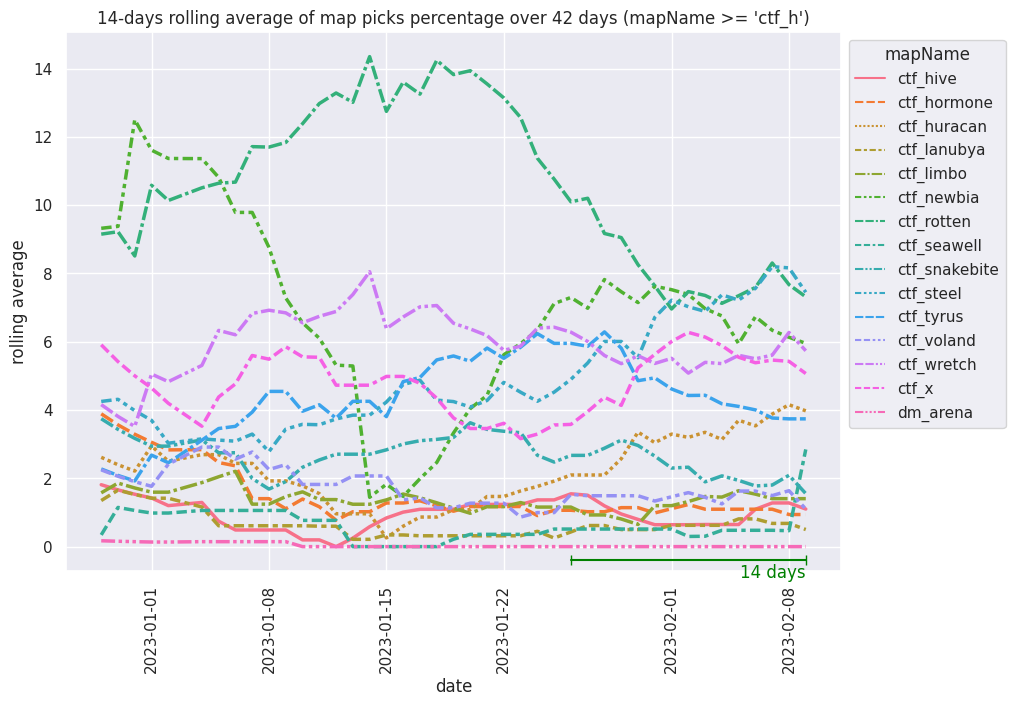 14-days rolling average of map picks percentage over 42 days (mapName >= 'ctf_h')
rolling average
14
12
10
8
6
4
2
0
2023-01-01
2023-01-08
2023-01-15
2023-01-22
2023-02-01
2023-02-08
date
14 days
mapName
ctf_hive
ctf_hormone
ctf_huracan
ctf_lanubya
ctf_limbo
ctf_newbia
ctf_rotten
ctf_seawell
ctf_snakebite
ctf_steel
ctf_tyrus
ctf_voland
ctf_wretch
ctf_x
dm_arena